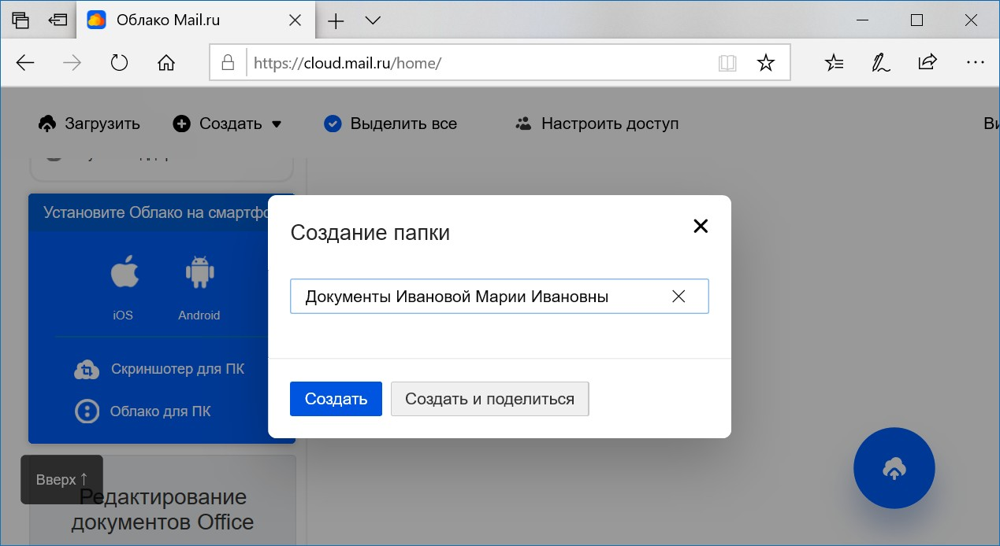 Облако Mail.ru
https://cloud.mail.ru/home/
Загрузить Создать Выделить все Настроить доступ
Установите Облако на
Создание папки
Документы Ивановой Марии Ивановны
iOS Android
Скриншотер для ПК
Создать Создать и поделиться
Облако для ПК
Вверх ↑
Редактирование
документов Office